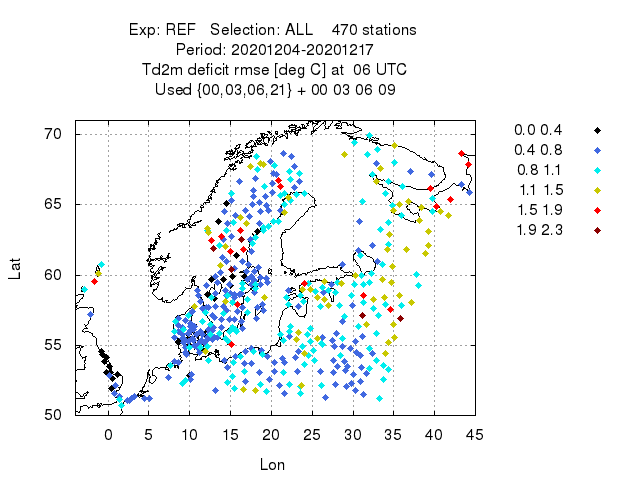 Exp: REF   Selection: ALL    470 stations
Period: 20201204-20201217
Td2m deficit rmse [deg C] at  06 UTC
Used {00,03,06,21} + 00 03 06 09
0.0 0.4
0.4 0.8
0.8 1.1
1.1 1.5
1.5 1.9
1.9 2.3
70
65
60
55
50
Lat
0 5 10 15 20 25 30 35 40 45
Lon